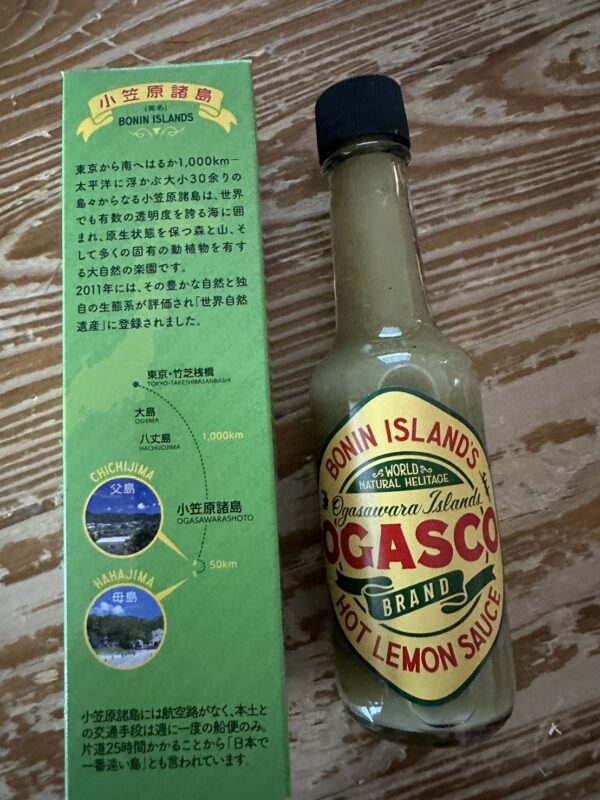 小笠原諸島
(英名)
BONIN ISLANDS
東京から南へはるか1,000km—
太平洋に浮かぶ大小30余りの
島々からなる小笠原諸島は、世界
でも有数の透明度を誇る海に囲
まれ、原生状態を保つ森と山、そ
して多くの固有の動植物を有す
る大自然の楽園です。
2011年には、その豊かな自然と独
自の生態系が評価され「世界自然
遺産」に登録されました。
東京・竹芝桟橋
TOKYO-TAKESHIBASANBASHI
大島
OSHIMA
八丈島
HACHIJOJIMA
1,000km
CHICHIJIMA
父島
小笠原諸島
OGASAWARASHOTO
50km
HAHAJIMA
母島
小笠原諸島には航空路がなく、本土と
の交通手段は週に一度の船便のみ。
片道25時間かかることから「日本で
一番遠い島」とも言われています。
BONIN ISLAND'S
WORLD
NATURAL HELITAGE
Ogasawara Islands
OGASCO
BRAND
HOT LEMON SAUCE